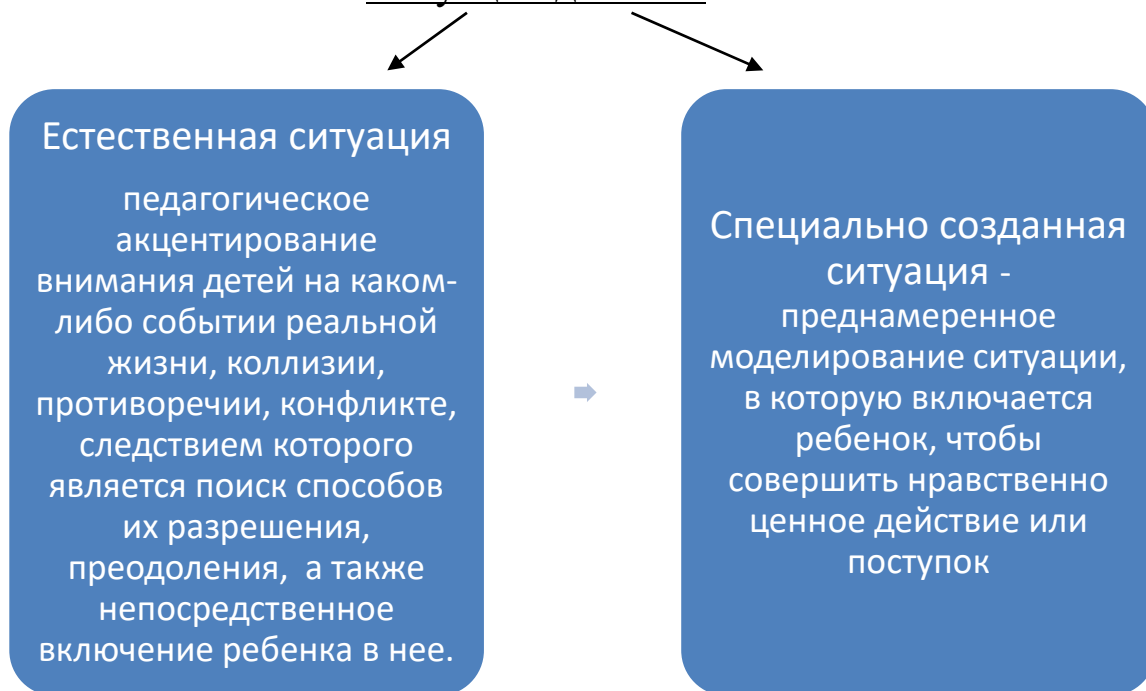 Естественная ситуация
педагогическое
акцентирование
внимания детей на каком-
либо событии реальной
жизни, коллизии,
противоречии, конфликте,
следствием которого
является поиск способов
их разрешения,
преодоления, а также
непосредственное
включение ребенка в нее.
Специально созданная
ситуация -
преднамеренное
моделирование ситуации,
в которую включается
ребенок, чтобы
совершить нравственно
ценное действие или
поступок